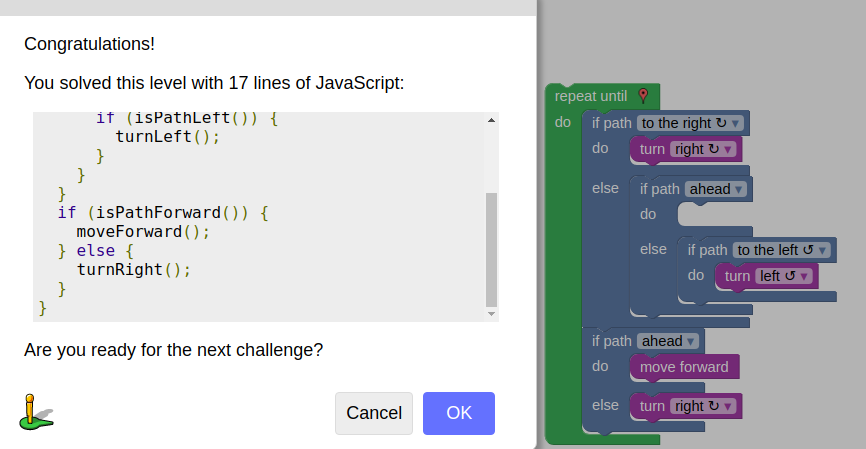 Congratulations!
You solved this level with 17 lines of JavaScript:
if (isPathLeft()) {
turnLeft();
}
}
}
if (isPathForward()) {
moveForward();
} else {
turnRight();
}
}
Are you ready for the next challenge?
Cancel
OK
repeat until
do
if path to the right ↻ ▾
do
turn right ↻ ▾
else
if path ahead ▾
do
else
if path to the left ↺ ▾
do
turn left ↺ ▾
if path ahead ▾
do
move forward
else
turn right ↻ ▾